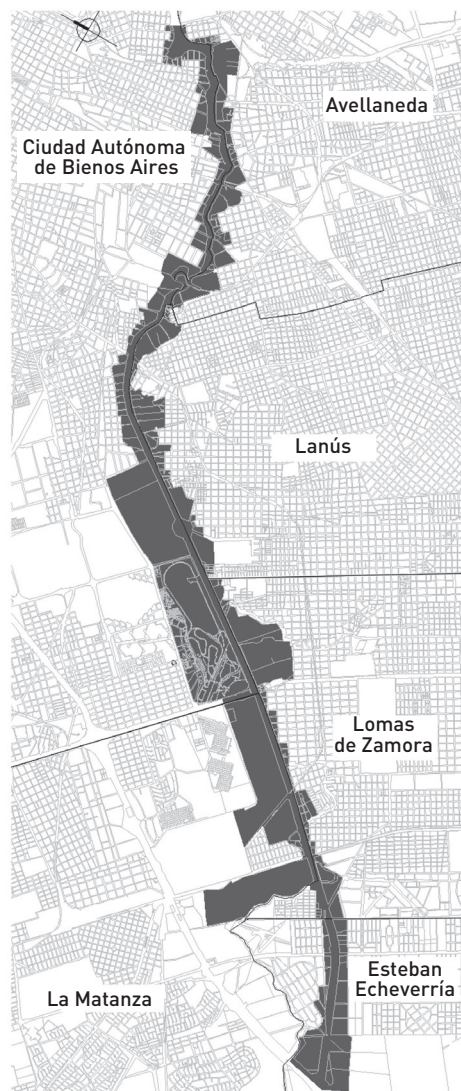 Avellaneda
Ciudad Autónoma
de Bienos Aires
Lanús
Lomas
de Zamora
Esteban
Echeverría
La Matanza